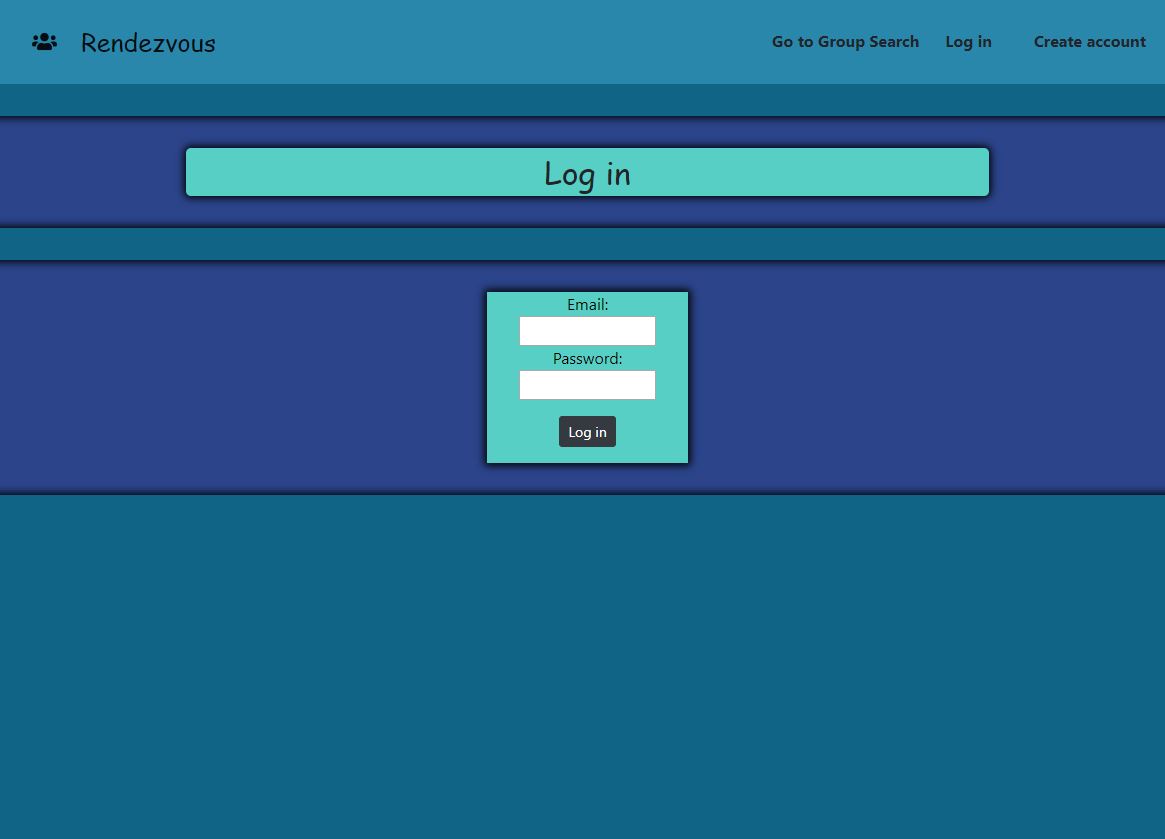 Rendezvous
Go to Group Search
Log in
Create account
Log in
Email:
Password:
Log in